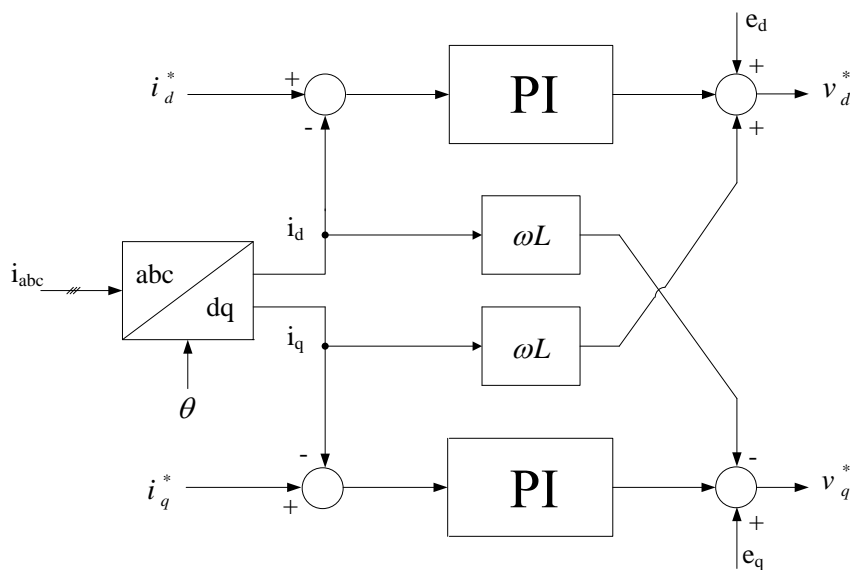 e_d
i_d^* + PI + v_d^*
- +
i_d ωL
i_abc abc
dq
i_q ωL
θ
- -
i_q^* + PI + v_q^*
e_q